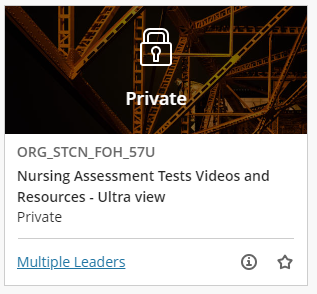 Private
ORG_STCN_FOH_57U
Nursing Assessment Tests Videos and
Resources - Ultra view
Private
Multiple Leaders